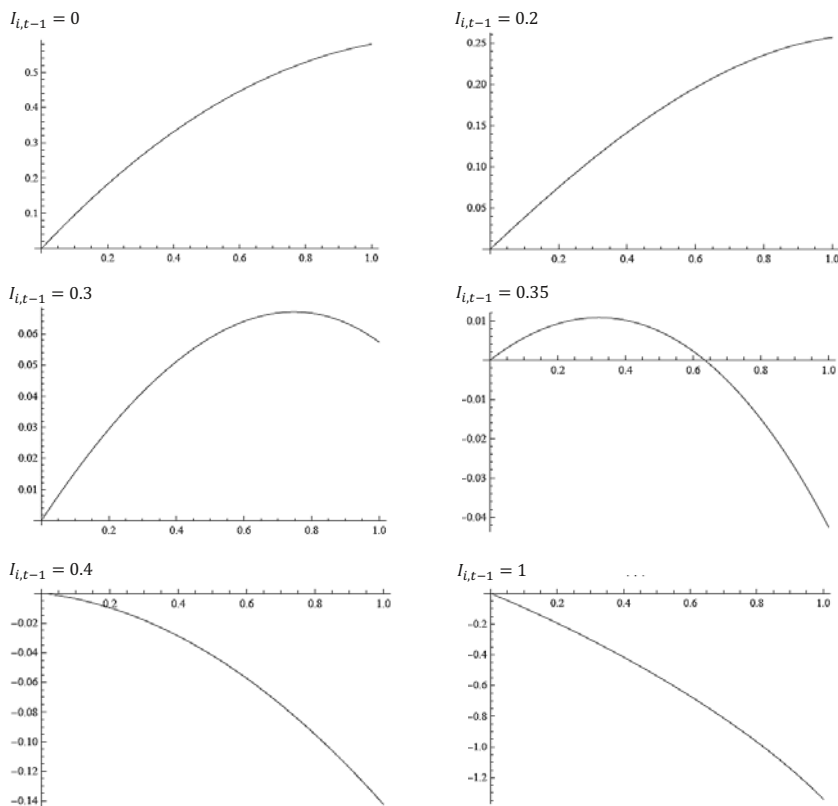 I_{i,t−1} = 0
0.5
0.4
0.3
0.2
0.1
0.2 0.4 0.6 0.8 1.0
I_{i,t−1} = 0.2
0.25
0.20
0.15
0.10
0.05
0.2 0.4 0.6 0.8 1.0
I_{i,t−1} = 0.3
0.06
0.05
0.04
0.03
0.02
0.01
0.2 0.4 0.6 0.8 1.0
I_{i,t−1} = 0.35
0.01
0.2 0.4 0.6 0.8 1.0
−0.01
−0.02
−0.03
−0.04
I_{i,t−1} = 0.4
0.2 0.4 0.6 0.8 1.0
−0.02
−0.04
−0.06
−0.08
−0.10
−0.12
−0.14
I_{i,t−1} = 1 ...
0.2 0.4 0.6 0.8 1.0
−0.2
−0.4
−0.6
−0.8
−1.0
−1.2